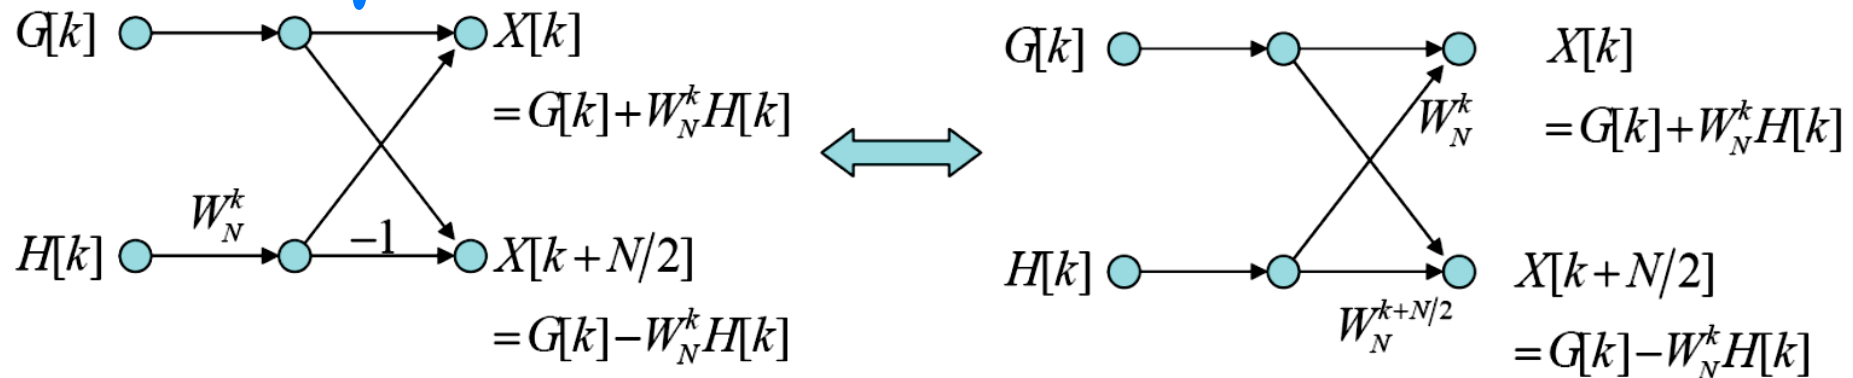 G[k]
X[k]
=G[k]+W_N^k H[k]
W_N^k
−1
H[k]
X[k+N/2]
=G[k]−W_N^k H[k]
G[k]
X[k]
W_N^k
=G[k]+W_N^k H[k]
H[k]
X[k+N/2]
W_N^{k+N/2}
=G[k]−W_N^k H[k]